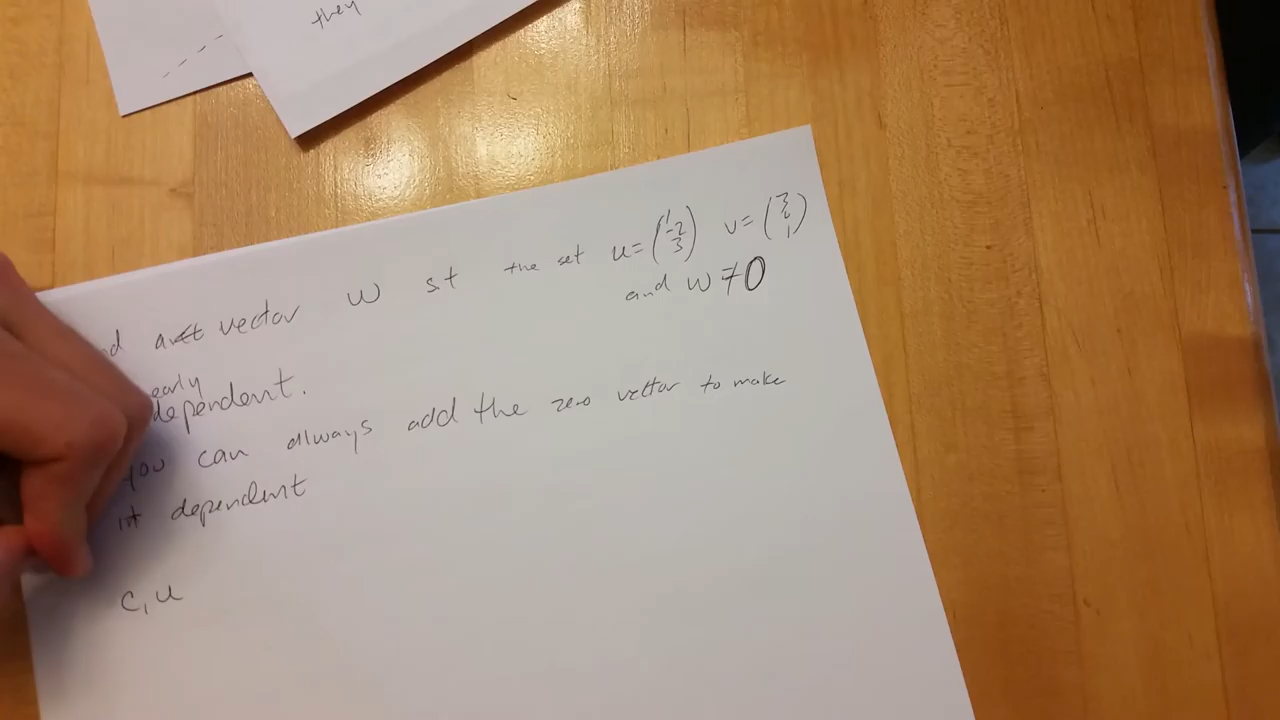 they
vector w st the set u = (1 -2 3) v = (3 6 1)
and w ≠ 0
early
dependent.
you can always add the zero vector to make
it dependent
c, u